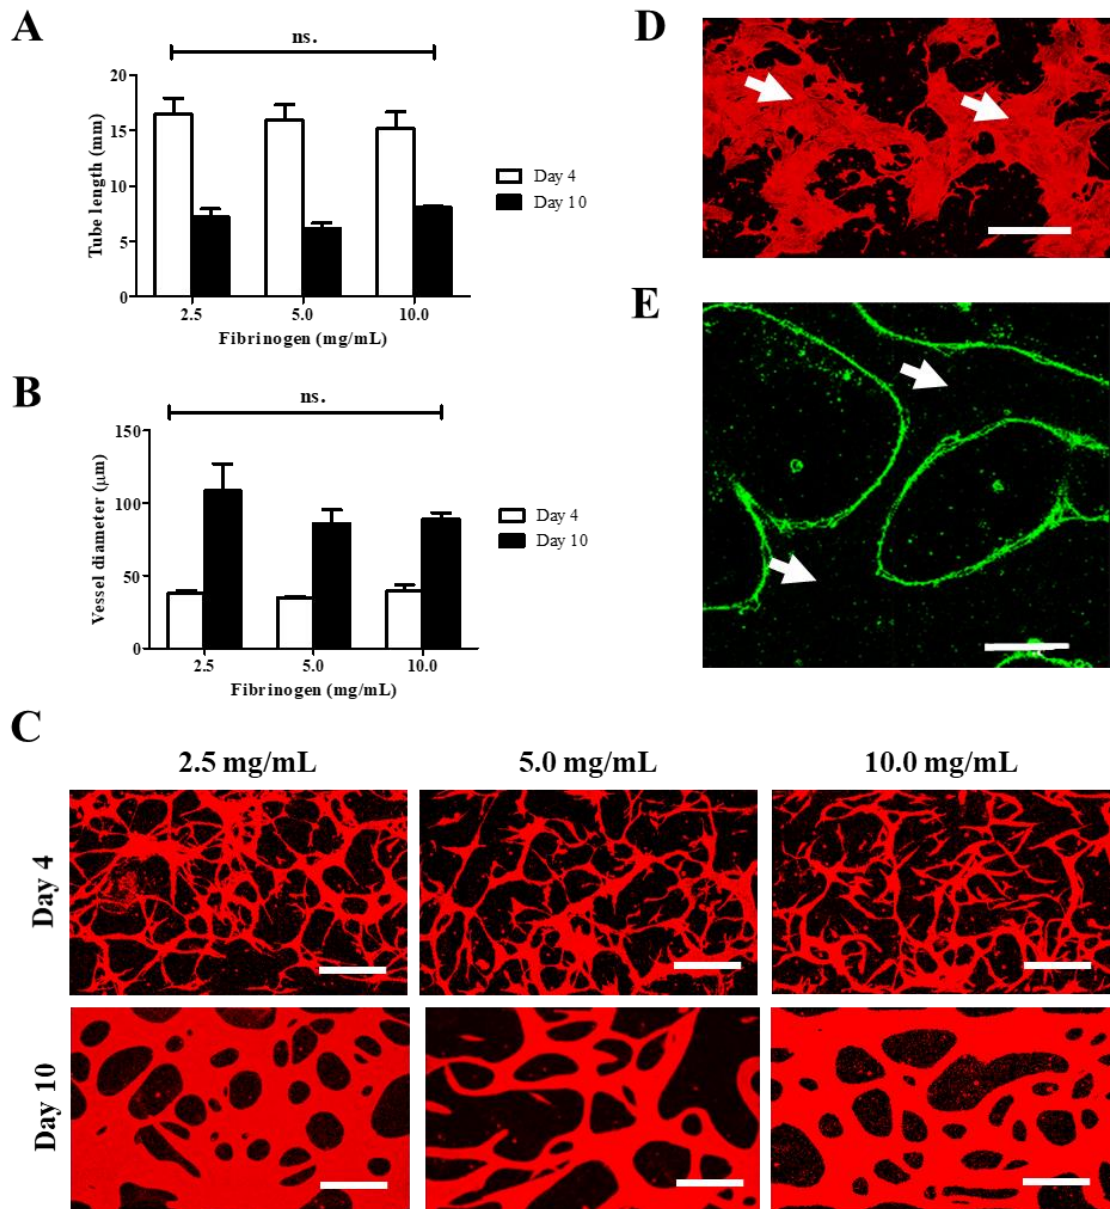 A
ns.
20
15
10
5
0
Tube length (mm)
2.5 5.0 10.0
Fibrinogen (mg/mL)
Day 4
Day 10
B
ns.
150
100
50
0
Vessel diameter (μm)
2.5 5.0 10.0
Fibrinogen (mg/mL)
Day 4
Day 10
D
E
C
2.5 mg/mL 5.0 mg/mL 10.0 mg/mL
Day 4
Day 10